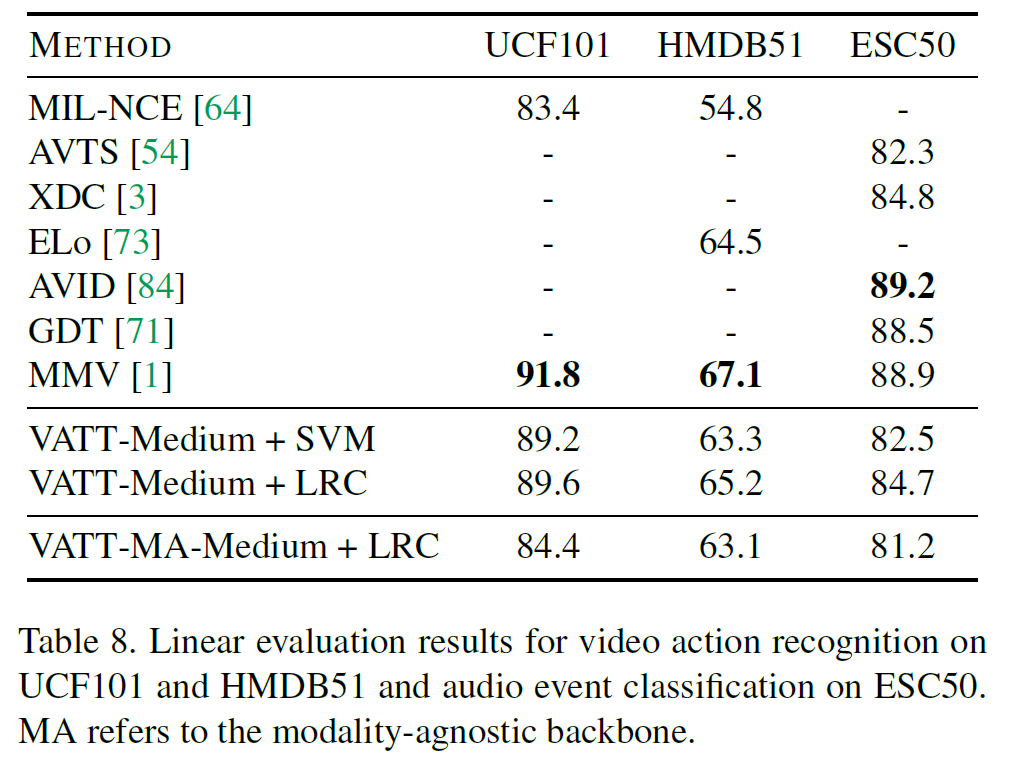 METHOD UCF101 HMDB51 ESC50
MIL-NCE [64] 83.4 54.8 -
AVTS [54] - - 82.3
XDC [3] - - 84.8
ELo [73] - 64.5 -
AVID [84] - - 89.2
GDT [71] - - 88.5
MMV [1] 91.8 67.1 88.9
VATT-Medium + SVM 89.2 63.3 82.5
VATT-Medium + LRC 89.6 65.2 84.7
VATT-MA-Medium + LRC 84.4 63.1 81.2
Table 8. Linear evaluation results for video action recognition on
UCF101 and HMDB51 and audio event classification on ESC50.
MA refers to the modality-agnostic backbone.